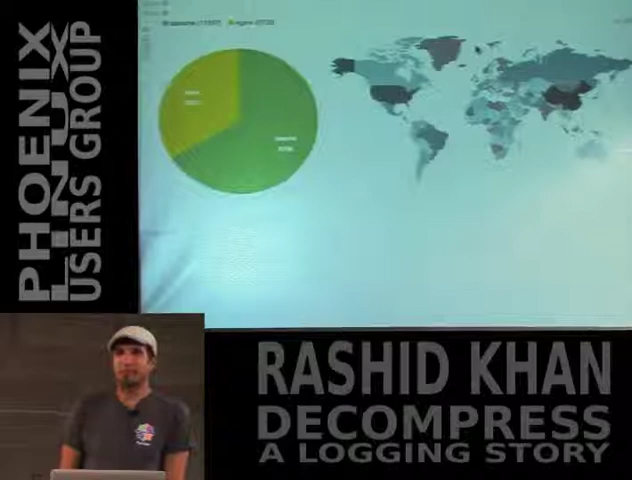 PHOENIX
LINUX
USERS GROUP
RASHID KHAN
DECOMPRESS
A LOGGING STORY